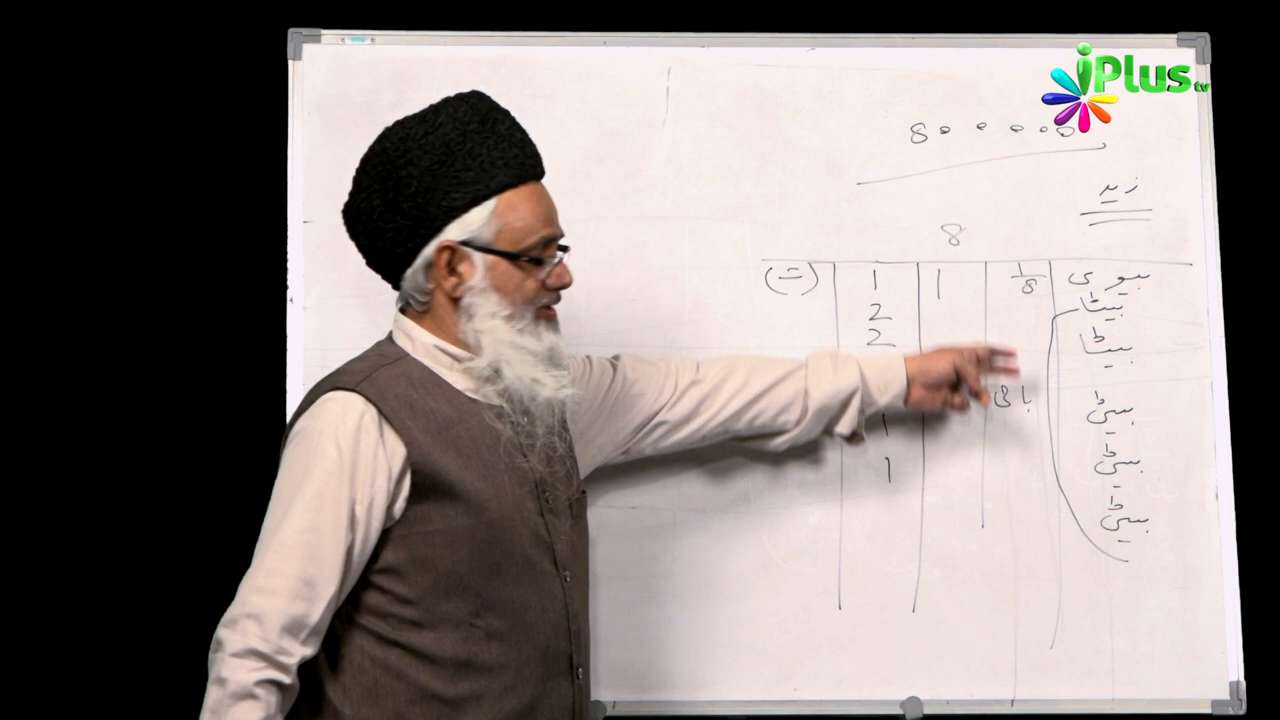 iPlus tv
800000
زید
8
بیوی 1/8 1 1 (ت)
بیٹا 2
بیٹا 2
باقی
بیٹی 1
بیٹی 1
بیٹی